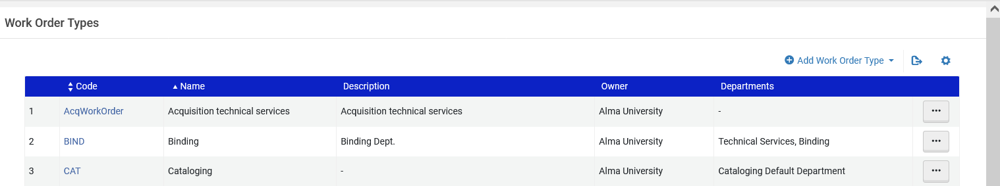 Work Order Types
Add Work Order Type
Code Name Description Owner Departments
1 AcqWorkOrder Acquisition technical services Acquisition technical services Alma University -
2 BIND Binding Binding Dept. Alma University Technical Services, Binding
3 CAT Cataloging - Alma University Cataloging Default Department